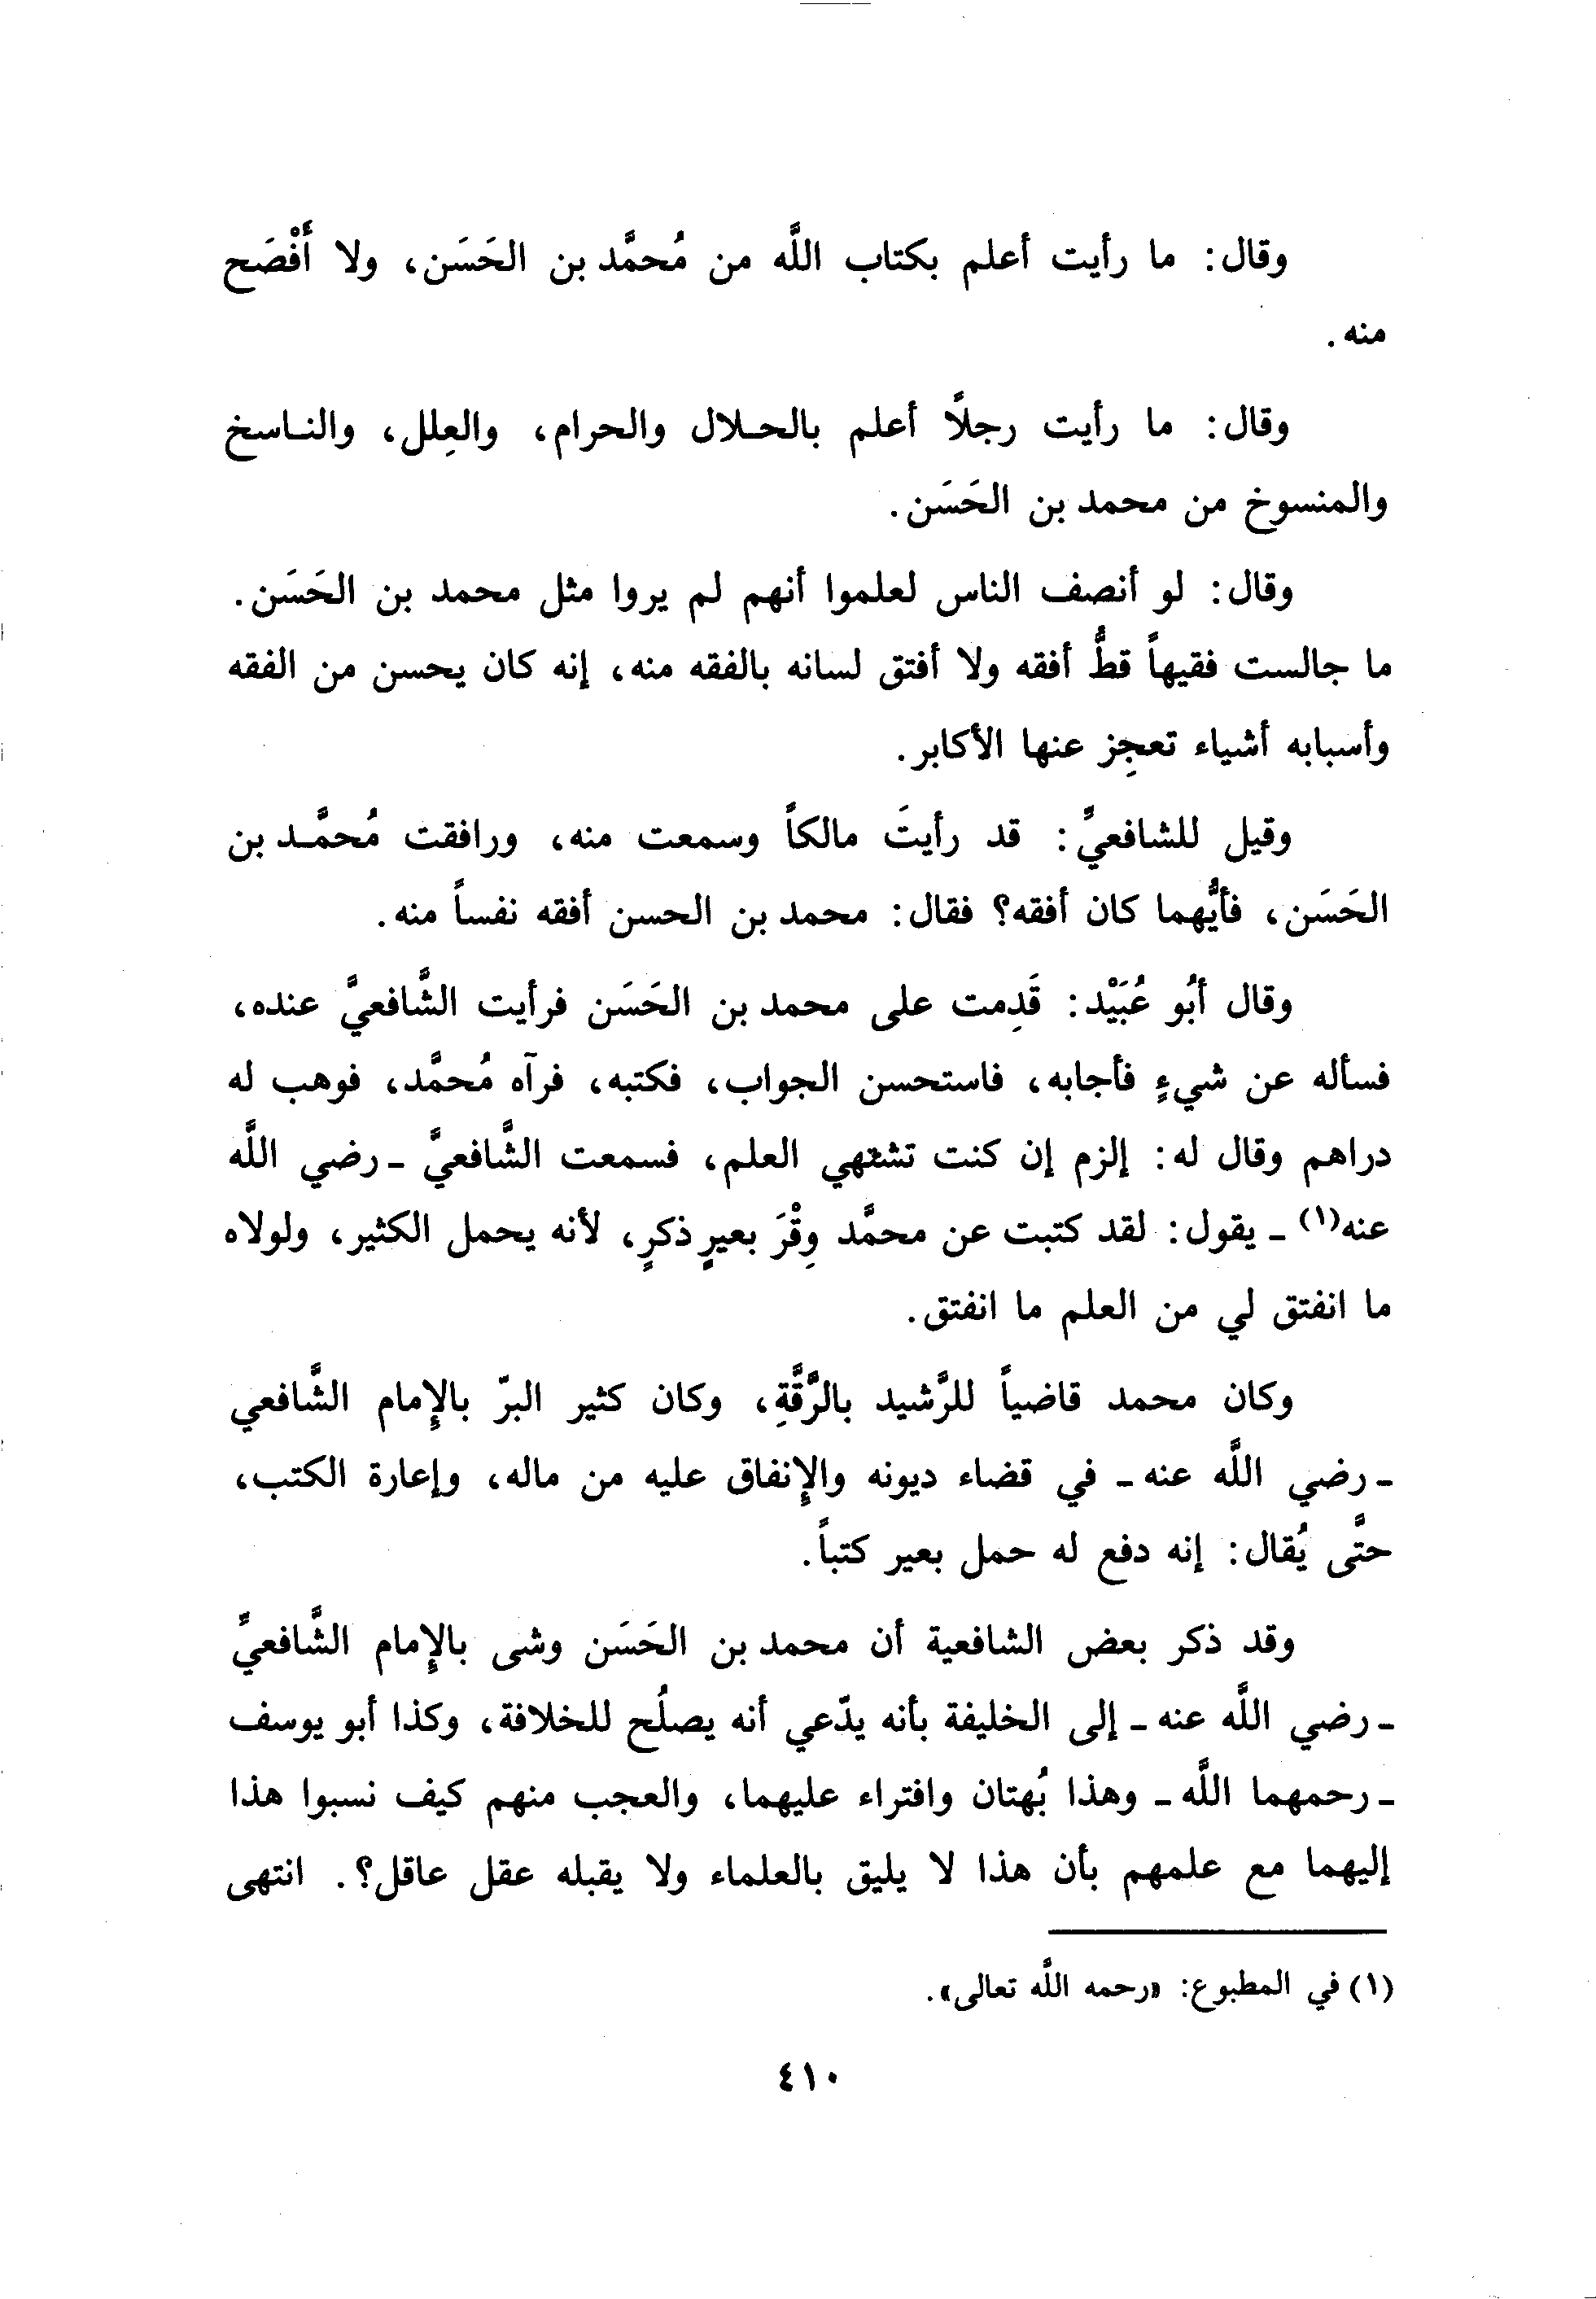 وقال: ما رأيت أعلم بكتاب اللَّه من مُحمَّد بن الحَسَن، ولا أَفْصَح
منه.
وقال: ما رأيت رجلاً أعلم بالحلال والحرام، والعِلل، والناسخ
والمنسوخ من محمد بن الحَسَن.
وقال: لو أنصف الناس لعلموا أنهم لم يروا مثل محمد بن الحَسَن.
ما جالست فقيهاً قطُّ أفقه ولا أفتق لسانه بالفقه منه، إنه كان يحسن من الفقه
وأسبابه أشياء تعجِز عنها الأكابر.
وقيل للشافعيِّ: قد رأيتَ مالكاً وسمعت منه، ورافقت مُحمَّد بن
الحَسَن، فأيُّهما كان أفقه؟ فقال: محمد بن الحسن أفقه نفساً منه.
وقال أبُو عُبَيْد: قَدِمت على محمد بن الحَسَن فرأيت الشَّافعيَّ عنده،
فسأله عن شيءٍ فأجابه، فاستحسن الجواب، فكتبه، فرآه مُحمَّد، فوهب له
دراهم وقال له: إلزم إن كنت تشتهي العلم، فسمعت الشَّافعيَّ ـ رضي اللَّه
عنه(١) ـ يقول: لقد كتبت عن محمَّد وِقْرَ بعيرٍ ذكرٍ، لأنه يحمل الكثير، ولولاه
ما انفتق لي من العلم ما انفتق.
وكان محمد قاضياً للرَّشيد بالرَّقَّةِ، وكان كثير البرّ بالإِمام الشَّافعي
ـ رضي اللَّه عنه ـ في قضاء ديونه والإِنفاق عليه من ماله، وإعارة الكتب،
حتَّى يُقال: إنه دفع له حمل بعير كتباً.
وقد ذكر بعض الشافعية أن محمد بن الحَسَن وشى بالإِمام الشَّافعيِّ
ـ رضي اللَّه عنه ـ إلى الخليفة بأنه يدّعي أنه يصلُح للخلافة، وكذا أبو يوسف
ـ رحمهما اللَّه ـ وهذا بُهتان وافتراء عليهما، والعجب منهم كيف نسبوا هذا
إليهما مع علمهم بأن هذا لا يليق بالعلماء ولا يقبله عقل عاقل؟. انتهى
(١) في المطبوع: «رحمه اللَّه تعالى».
٤١٠